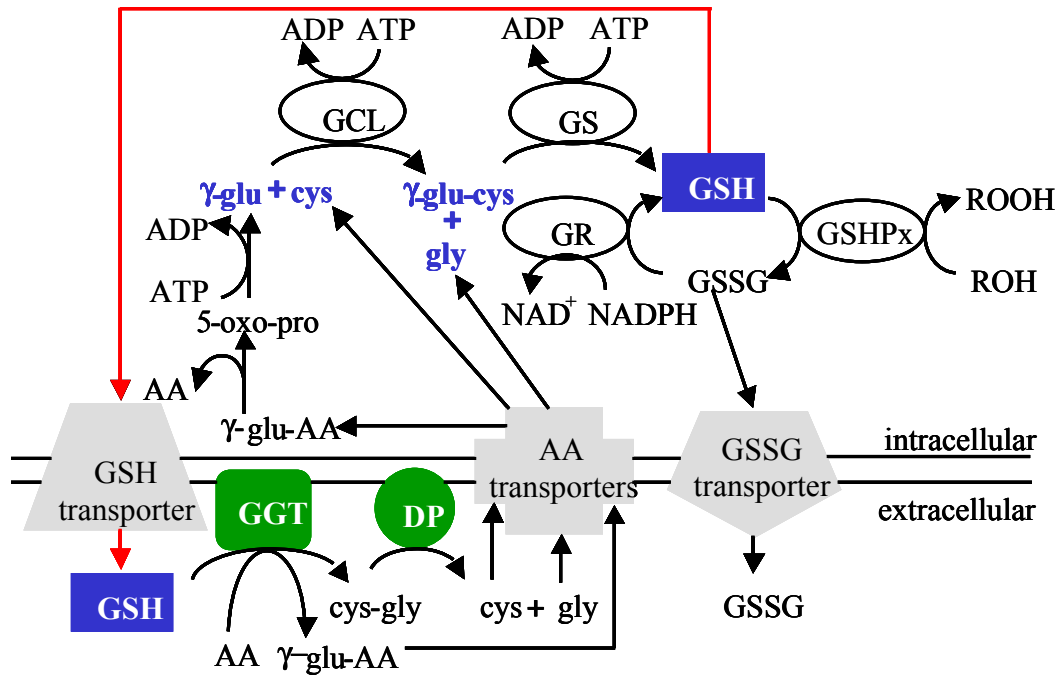 ADP ATP
ADP ATP
GCL
GS
GSH
γ-glu + cys
γ-glu-cys
+
gly
GR
GSHPx
ROOH
ROH
ADP
ATP
GSSG
NAD+ NADPH
5-oxo-pro
AA
γ-glu-AA
GSH
transporter
AA
transporters
GSSG
transporter
intracellular
extracellular
GGT
DP
GSH
cys-gly
cys + gly
GSSG
AA γ-glu-AA